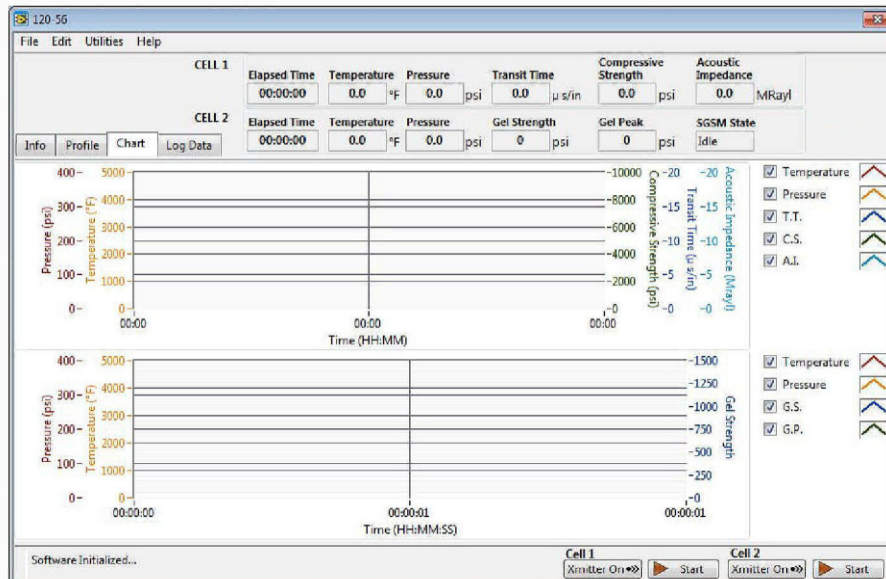 120-56
File Edit Utilities Help
CELL 1
Elapsed Time Temperature Pressure Transit Time Compressive Strength Acoustic Impedance
00:00:00 0.0 °F 0.0 psi 0.0 µ s/in 0.0 psi 0.0 MRayl
CELL 2
Elapsed Time Temperature Pressure Gel Strength Gel Peak SGSM State
00:00:00 0.0 °F 0.0 psi 0 psi 0 psi Idle
Info Profile Chart Log Data
Pressure (psi)
400
300
200
100
0
Temperature (°F)
5000
4000
3000
2000
1000
0
10000
8000
6000
4000
2000
0
Compressive Strength (psi)
20
15
10
5
0
Transit Time (µ s/in)
20
15
10
5
0
Acoustic Impedance (Mrayl)
00:00 00:00 00:00
Time (HH:MM)
Temperature
Pressure
T.T.
C.S.
A.I.
Pressure (psi)
400
300
200
100
0
Temperature (°F)
5000
4000
3000
2000
1000
0
1500
1250
1000
750
500
250
0
Gel Strength
00:00:00 00:00:01 00:00:01
Time (HH:MM:SS)
Temperature
Pressure
G.S.
G.P.
Software Initialized...
Cell 1 Cell 2
Xmitter On Start Xmitter On Start